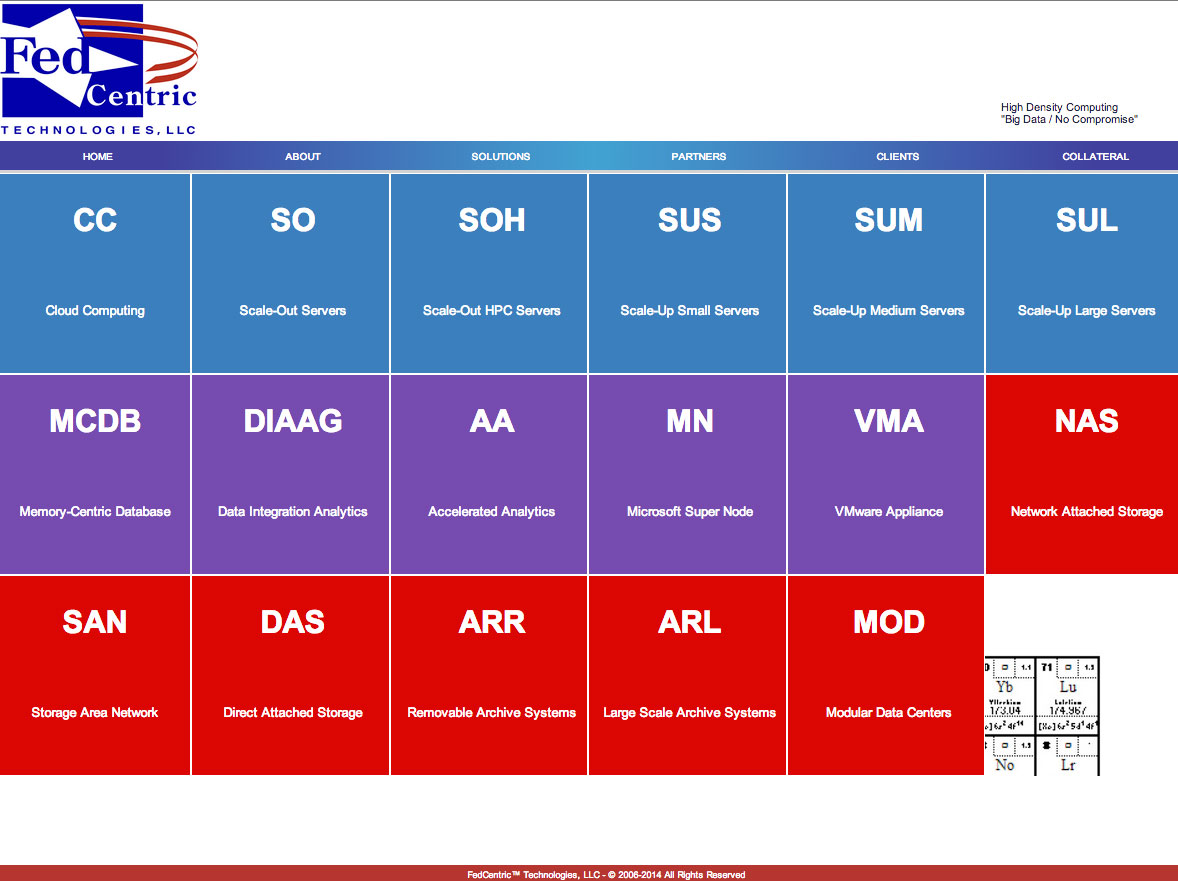 Fed
Centric
TECHNOLOGIES, LLC
High Density Computing
"Big Data / No Compromise"
HOME ABOUT SOLUTIONS PARTNERS CLIENTS COLLATERAL
CC SO SOH SUS SUM SUL
Cloud Computing Scale-Out Servers Scale-Out HPC Servers Scale-Up Small Servers Scale-Up Medium Servers Scale-Up Large Servers
MCDB DIAAG AA MN VMA NAS
Memory-Centric Database Data Integration Analytics Accelerated Analytics Microsoft Super Node VMware Appliance Network Attached Storage
SAN DAS ARR ARL MOD
Storage Area Network Direct Attached Storage Removable Archive Systems Large Scale Archive Systems Modular Data Centers
1.1 71
Yb Lu
173.04 174.967
No Lr
FedCentric™ Technologies, LLC - © 2006-2014 All Rights Reserved